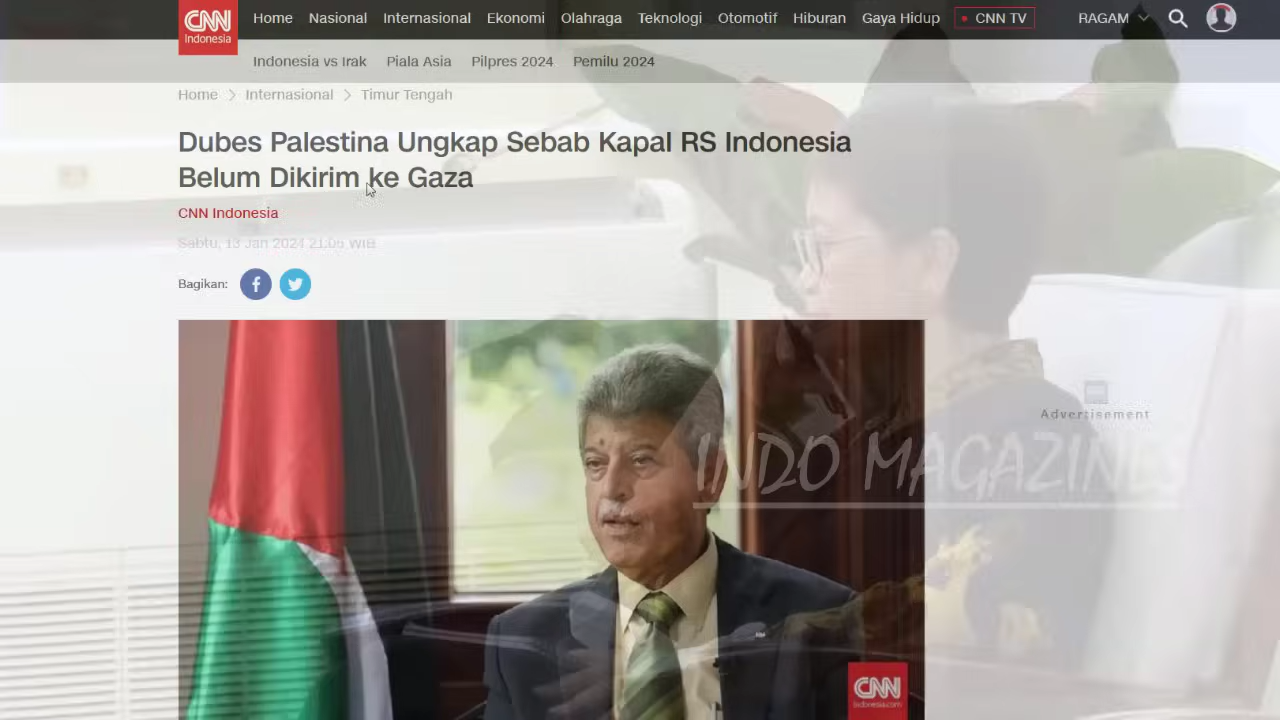 CNN
Indonesia
Home Nasional Internasional Ekonomi Olahraga Teknologi Otomotif Hiburan Gaya Hidup CNN TV RAGAM
Indonesia vs Irak Piala Asia Pilpres 2024 Pemilu 2024
Home Internasional Timur Tengah
Dubes Palestina Ungkap Sebab Kapal RS Indonesia
Belum Dikirim ke Gaza
CNN Indonesia
Sabtu, 13 Jan 2024 21:05 WIB
Bagikan:
Advertisement
INDO MAGAZINE
CNN
Indonesia.com